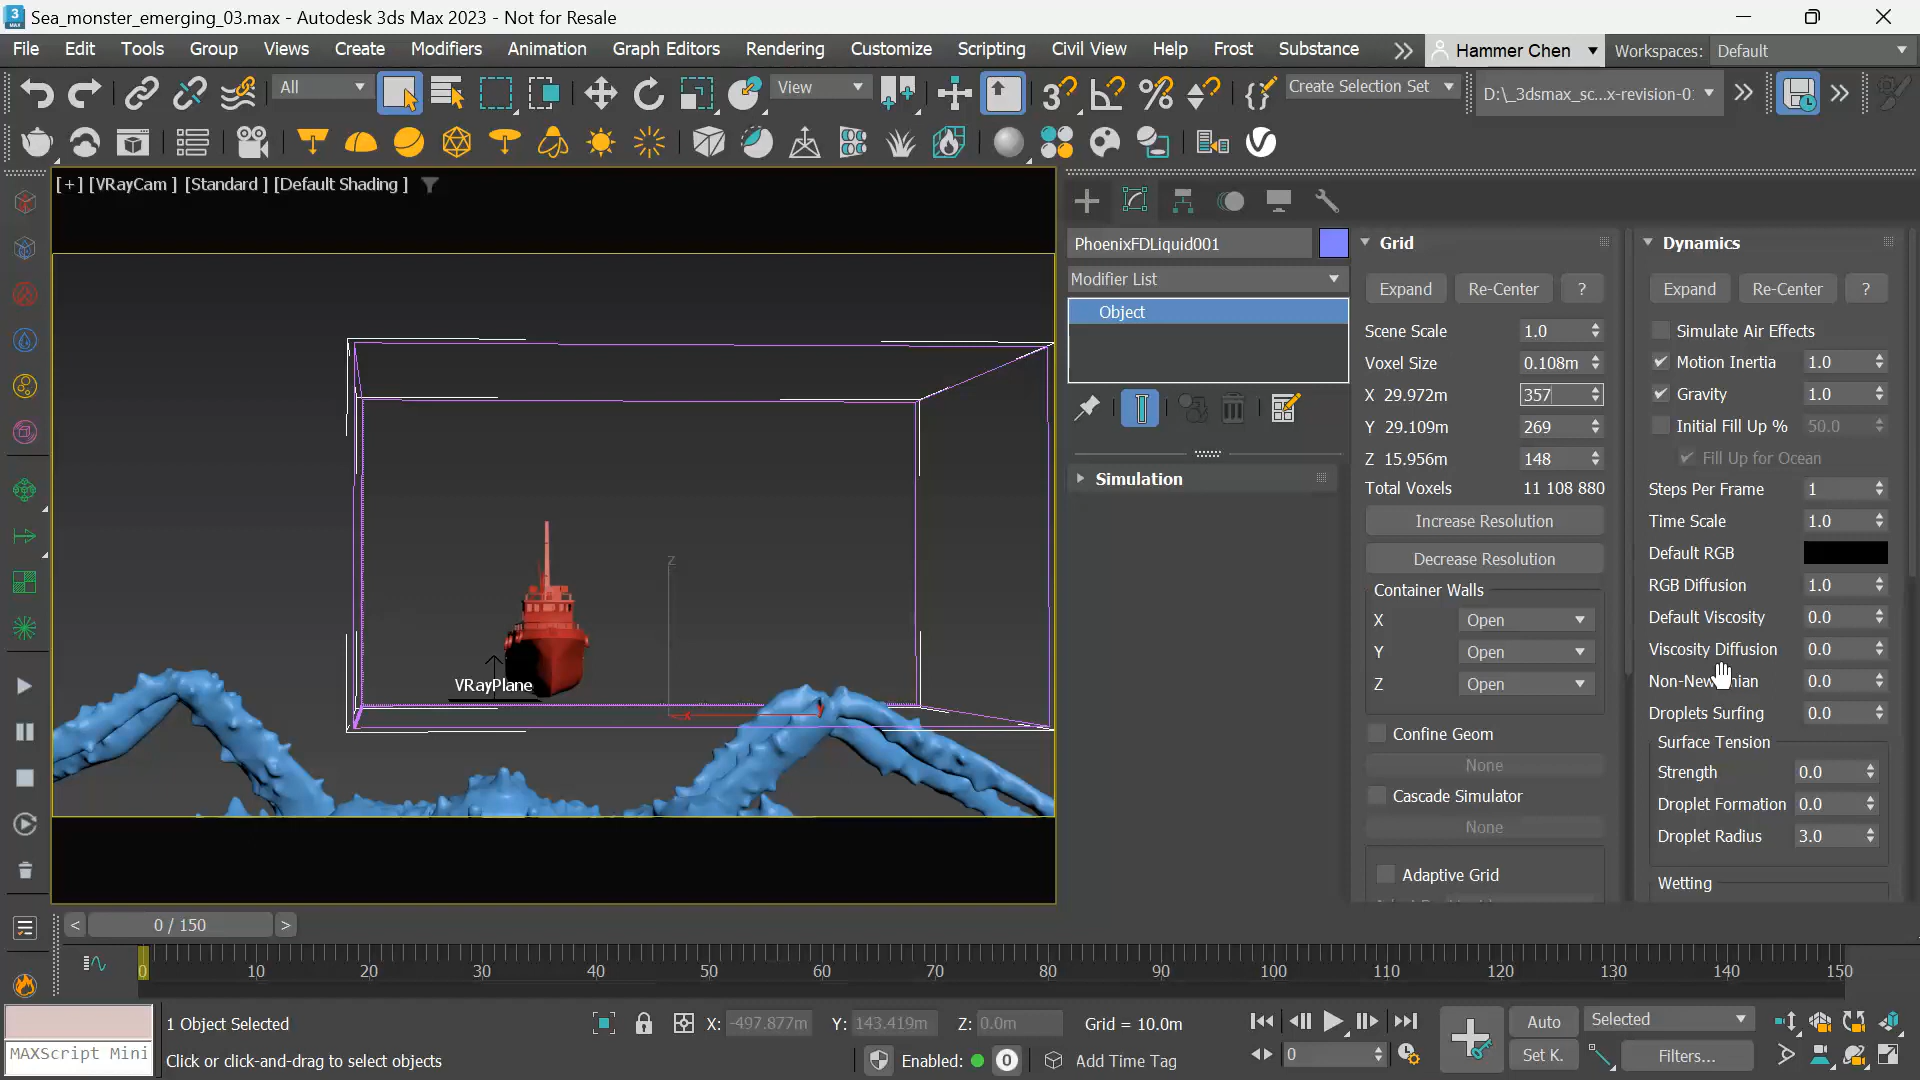 Sea_monster_emerging_03.max - Autodesk 3ds Max 2023 - Not for Resale
File Edit Tools Group Views Create Modifiers Animation Graph Editors Rendering Customize Scripting Civil View Help Frost Substance Hammer Chen Workspaces: Default
All View Create Selection Set D:\_3dsmax_sc...x-revision-0
[+] [VRayCam ] [Standard ] [Default Shading ]
VRayPlane
z
x
PhoenixFDLiquid001
Modifier List
Object
Simulation
Grid
Expand Re-Center ?
Scene Scale 1.0
Voxel Size 0.108m
X 29.972m 357
Y 29.109m 269
Z 15.956m 148
Total Voxels 11 108 880
Increase Resolution
Decrease Resolution
Container Walls
X Open
Y Open
Z Open
Confine Geom
None
Cascade Simulator
None
Adaptive Grid
Dynamics
Expand Re-Center ?
Simulate Air Effects
Motion Inertia 1.0
Gravity 1.0
Initial Fill Up % 50.0
Fill Up for Ocean
Steps Per Frame 1
Time Scale 1.0
Default RGB
RGB Diffusion 1.0
Default Viscosity 0.0
Viscosity Diffusion 0.0
0.0
Droplets Surfing 0.0
Surface Tension
Strength 0.0
Droplet Formation 0.0
Droplet Radius 3.0
Wetting
< 0 / 150 >
0 10 20 30 40 50 60 70 80 90 100 110 120 130 140 150
MAXScript Mini
1 Object Selected
Click or click-and-drag to select objects
X: -497.877m Y: 143.419m Z: 0.0m Grid = 10.0m
Enabled: 0 Add Time Tag
0
Auto Selected
Set K. Filters...